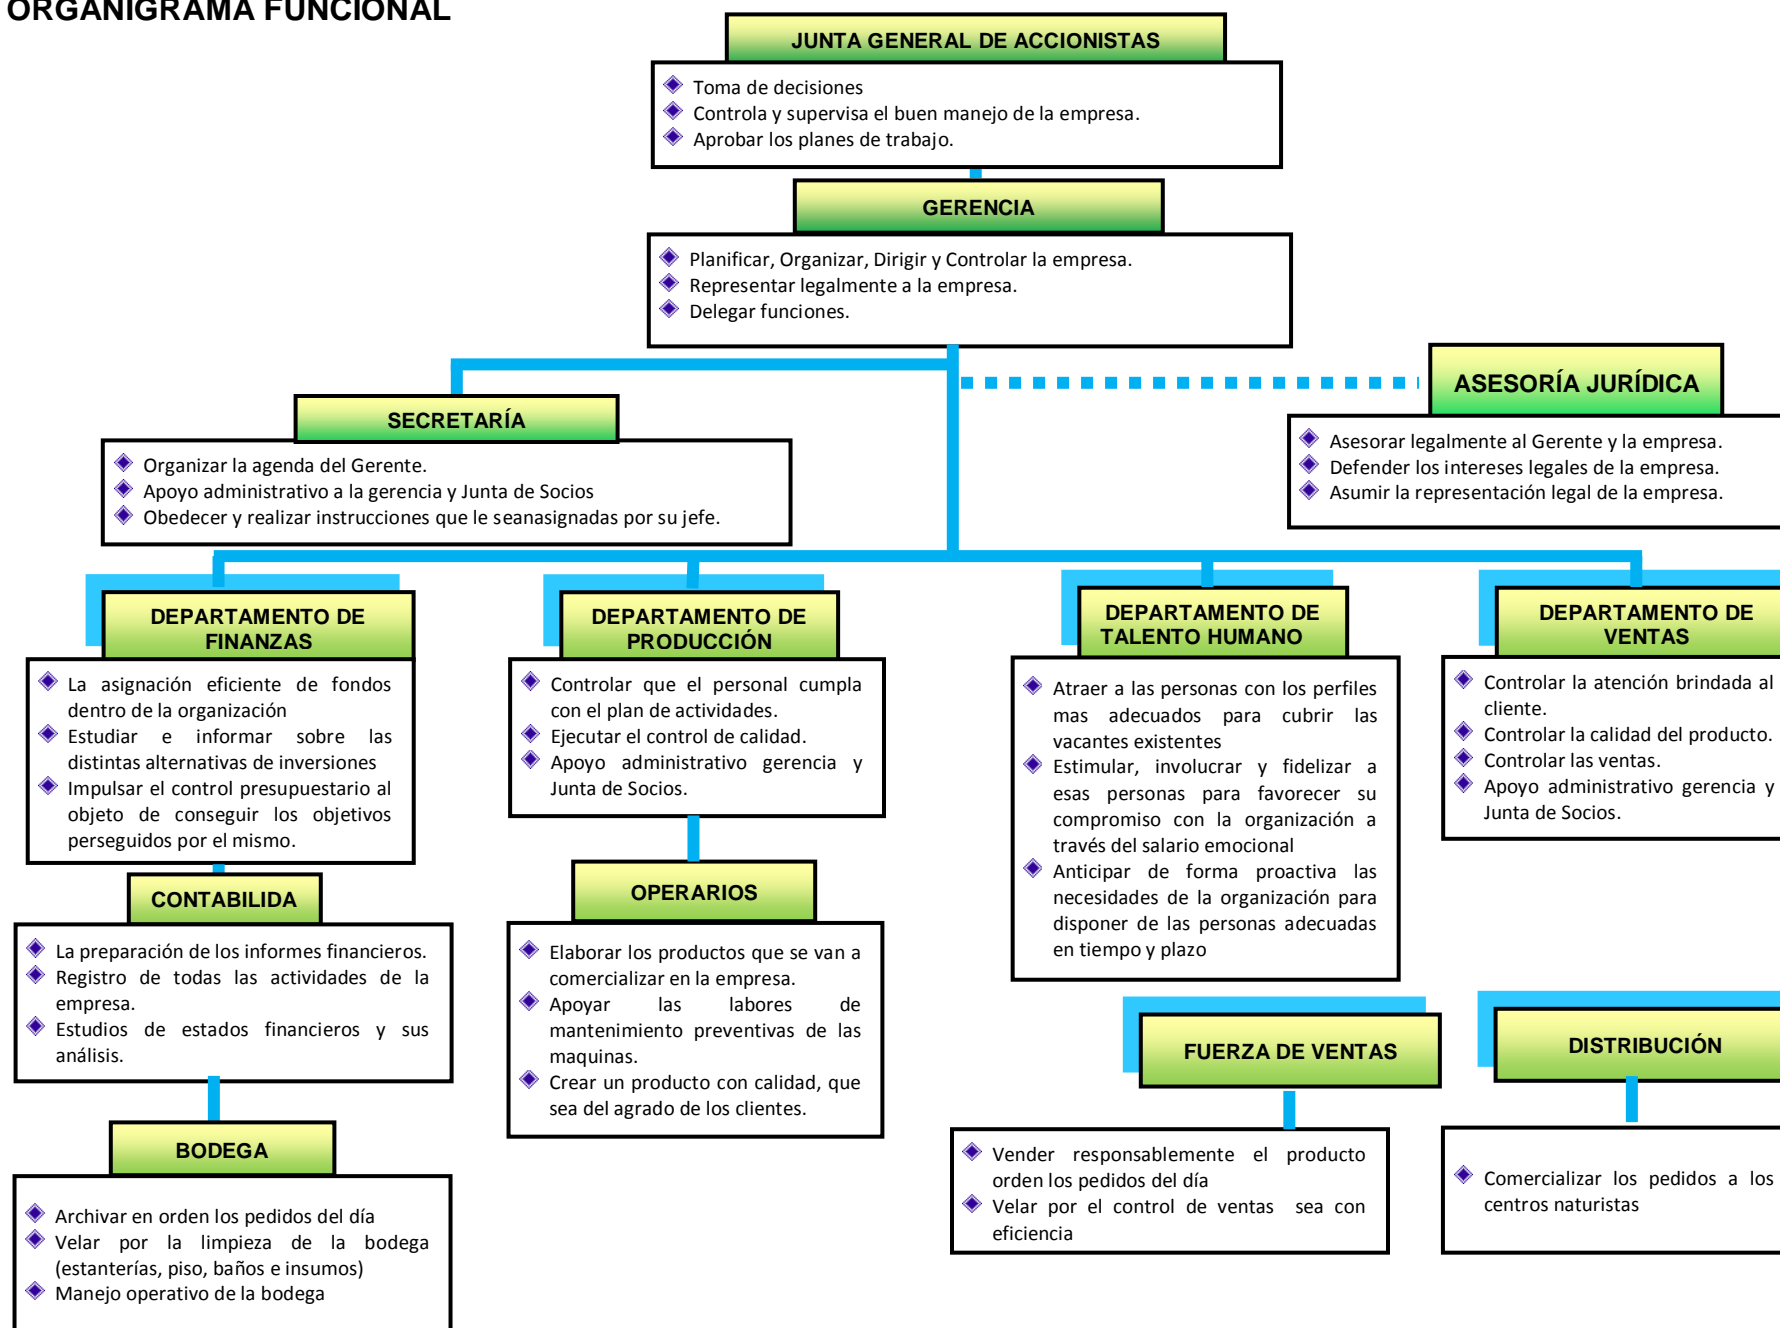 ORGANIGRAMA FUNCIONAL
JUNTA GENERAL DE ACCIONISTAS
Toma de decisiones
Controla y supervisa el buen manejo de la empresa.
Aprobar los planes de trabajo.
GERENCIA
Planificar, Organizar, Dirigir y Controlar la empresa.
Representar legalmente a la empresa.
Delegar funciones.
SECRETARÍA
Organizar la agenda del Gerente.
Apoyo administrativo a la gerencia y Junta de Socios
Obedecer y realizar instrucciones que le seanasignadas por su jefe.
ASESORÍA JURÍDICA
Asesorar legalmente al Gerente y la empresa.
Defender los intereses legales de la empresa.
Asumir la representación legal de la empresa.
DEPARTAMENTO DE
FINANZAS
La asignación eficiente de fondos
dentro de la organización
Estudiar e informar sobre las
distintas alternativas de inversiones
Impulsar el control presupuestario al
objeto de conseguir los objetivos
perseguidos por el mismo.
CONTABILIDA
La preparación de los informes financieros.
Registro de todas las actividades de la
empresa.
Estudios de estados financieros y sus
análisis.
BODEGA
Archivar en orden los pedidos del día
Velar por la limpieza de la bodega
(estanterías, piso, baños e insumos)
Manejo operativo de la bodega
DEPARTAMENTO DE
PRODUCCIÓN
Controlar que el personal cumpla
con el plan de actividades.
Ejecutar el control de calidad.
Apoyo administrativo gerencia y
Junta de Socios.
OPERARIOS
Elaborar los productos que se van a
comercializar en la empresa.
Apoyar las labores de
mantenimiento preventivas de las
maquinas.
Crear un producto con calidad, que
sea del agrado de los clientes.
DEPARTAMENTO DE
TALENTO HUMANO
Atraer a las personas con los perfiles
mas adecuados para cubrir las
vacantes existentes
Estimular, involucrar y fidelizar a
esas personas para favorecer su
compromiso con la organización a
través del salario emocional
Anticipar de forma proactiva las
necesidades de la organización para
disponer de las personas adecuadas
en tiempo y plazo
DEPARTAMENTO DE
VENTAS
Controlar la atención brindada al
cliente.
Controlar la calidad del producto.
Controlar las ventas.
Apoyo administrativo gerencia y
Junta de Socios.
FUERZA DE VENTAS
Vender responsablemente el producto
orden los pedidos del día
Velar por el control de ventas sea con
eficiencia
DISTRIBUCIÓN
Comercializar los pedidos a los
centros naturistas